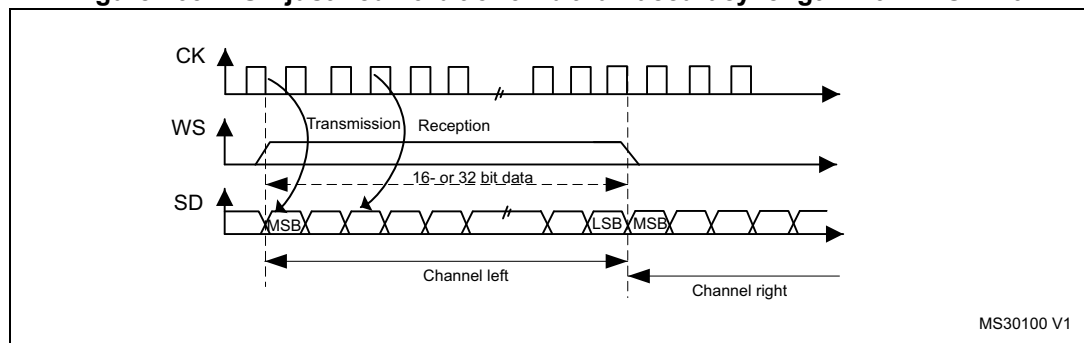 CK
Transmission
Reception
WS
16- or 32 bit data
SD
MSB
LSB
MSB
Channel left
Channel right
MS30100 V1